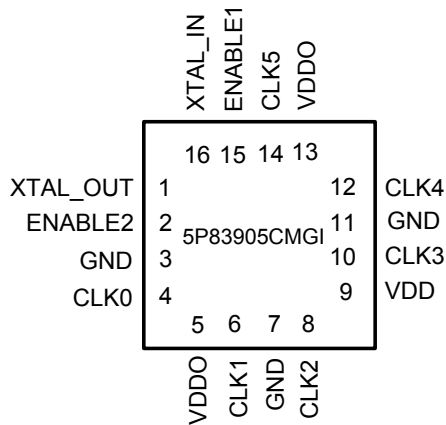 XTAL_IN
ENABLE1
CLK5
VDDO
16 15 14 13
XTAL_OUT 1 12 CLK4
ENABLE2 2 11 GND
5P83905CMGI
GND 3 10 CLK3
CLK0 4 9 VDD
5 6 7 8
VDDO
CLK1
GND
CLK2